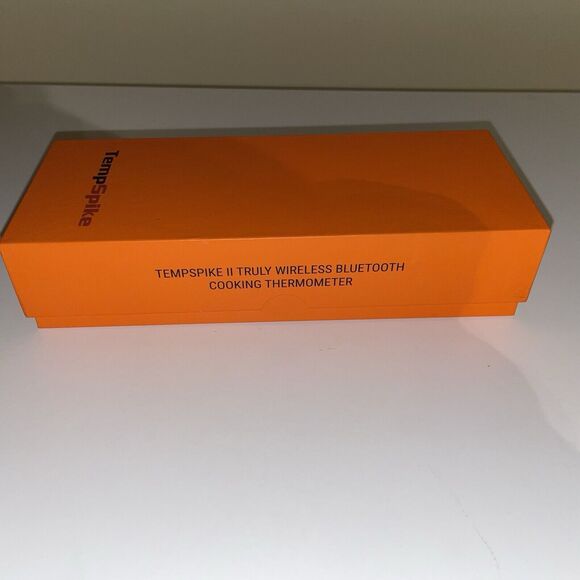 TempSpike
TEMPSPIKE II TRULY WIRELESS BLUETOOTH
COOKING THERMOMETER